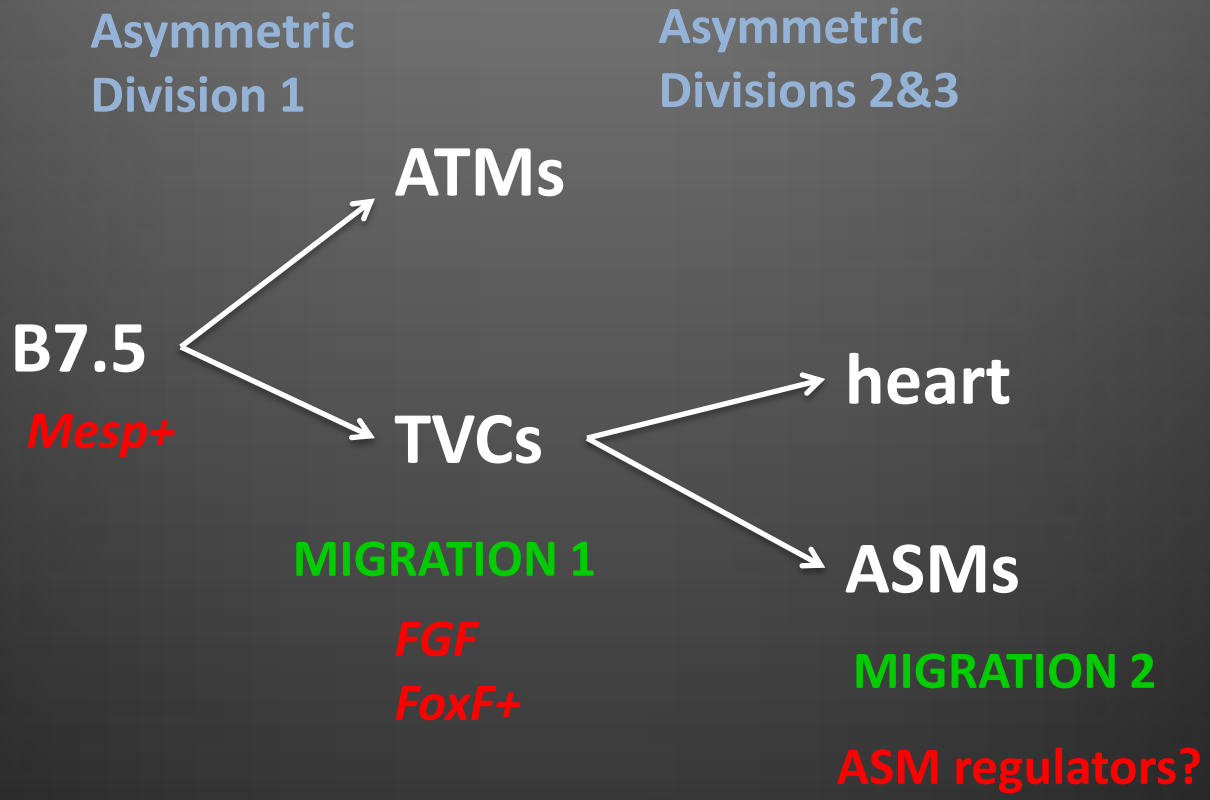 Asymmetric
Division 1
Asymmetric
Divisions 2&3
ATMs
B7.5
Mesp+
TVCs
heart
MIGRATION 1
FGF
FoxF+
ASMs
MIGRATION 2
ASM regulators?